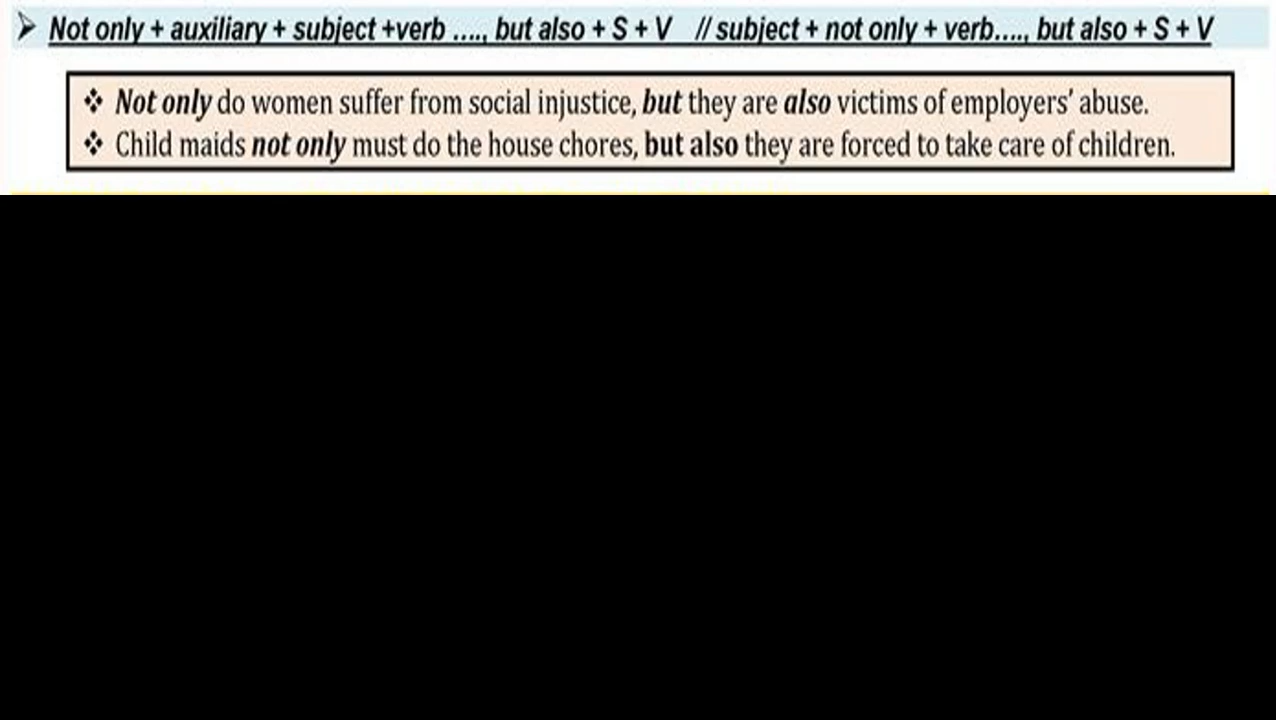 ➢ Not only + auxiliary + subject +verb …., but also + S + V // subject + not only + verb…., but also + S + V
❖ Not only do women suffer from social injustice, but they are also victims of employers’ abuse.
❖ Child maids not only must do the house chores, but also they are forced to take care of children.